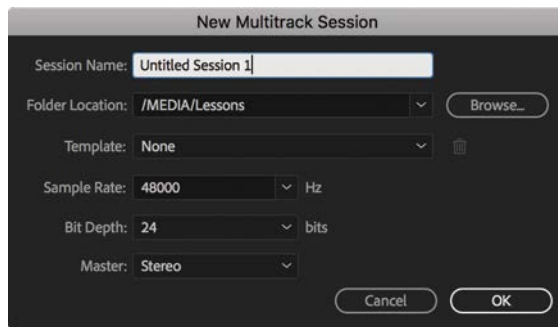 New Multitrack Session
Session Name: Untitled Session 1
Folder Location: /MEDIA/Lessons Browse...
Template: None
Sample Rate: 48000 Hz
Bit Depth: 24 bits
Master: Stereo
Cancel OK